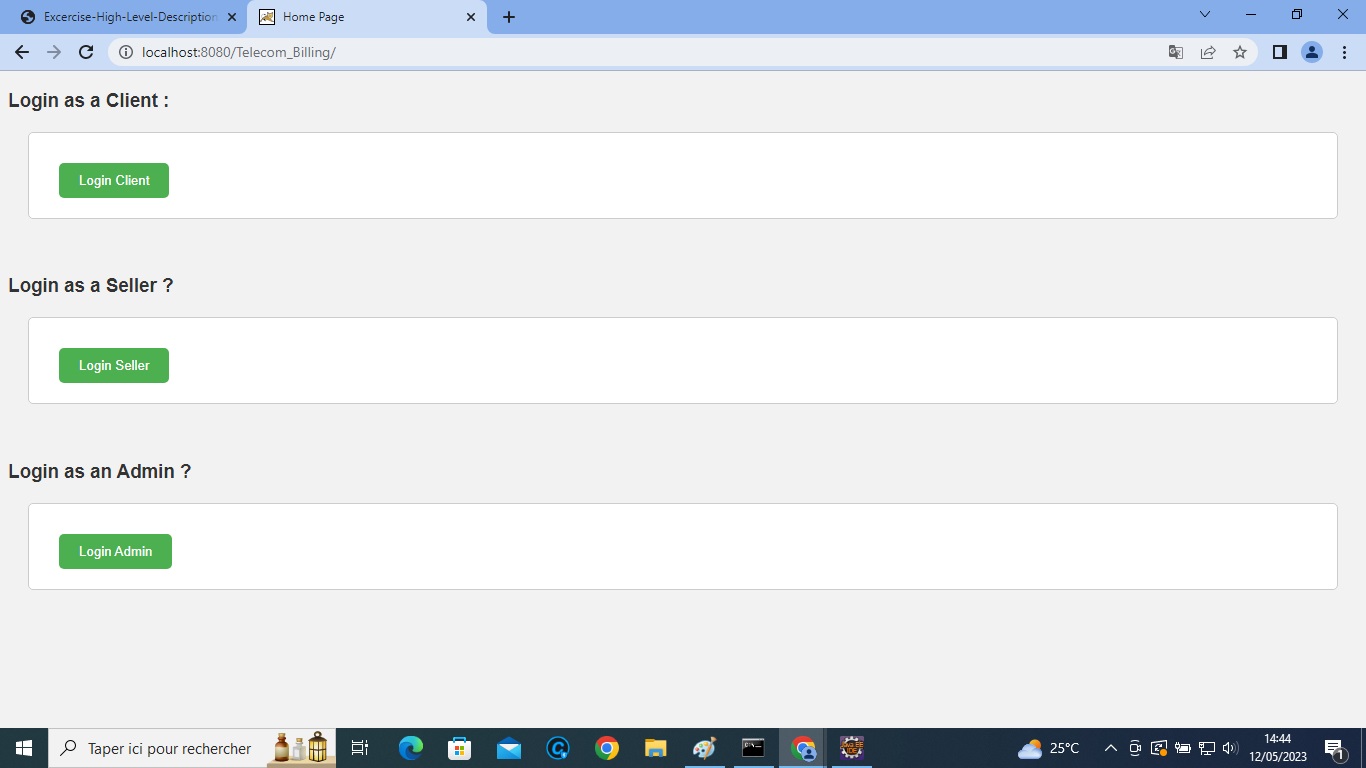 Excercise-High-Level-Description
Home Page
localhost:8080/Telecom_Billing/
Login as a Client :
Login Client
Login as a Seller ?
Login Seller
Login as an Admin ?
Login Admin
Taper ici pour rechercher
25°C
14:44
12/05/2023
1